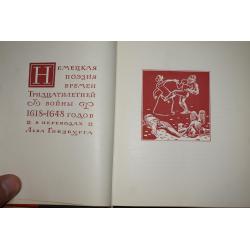 Немецкая
поэзия
времен
Тридцатилетней
войны
1618-1648 годов
в переводах
Льва Гинзбурга